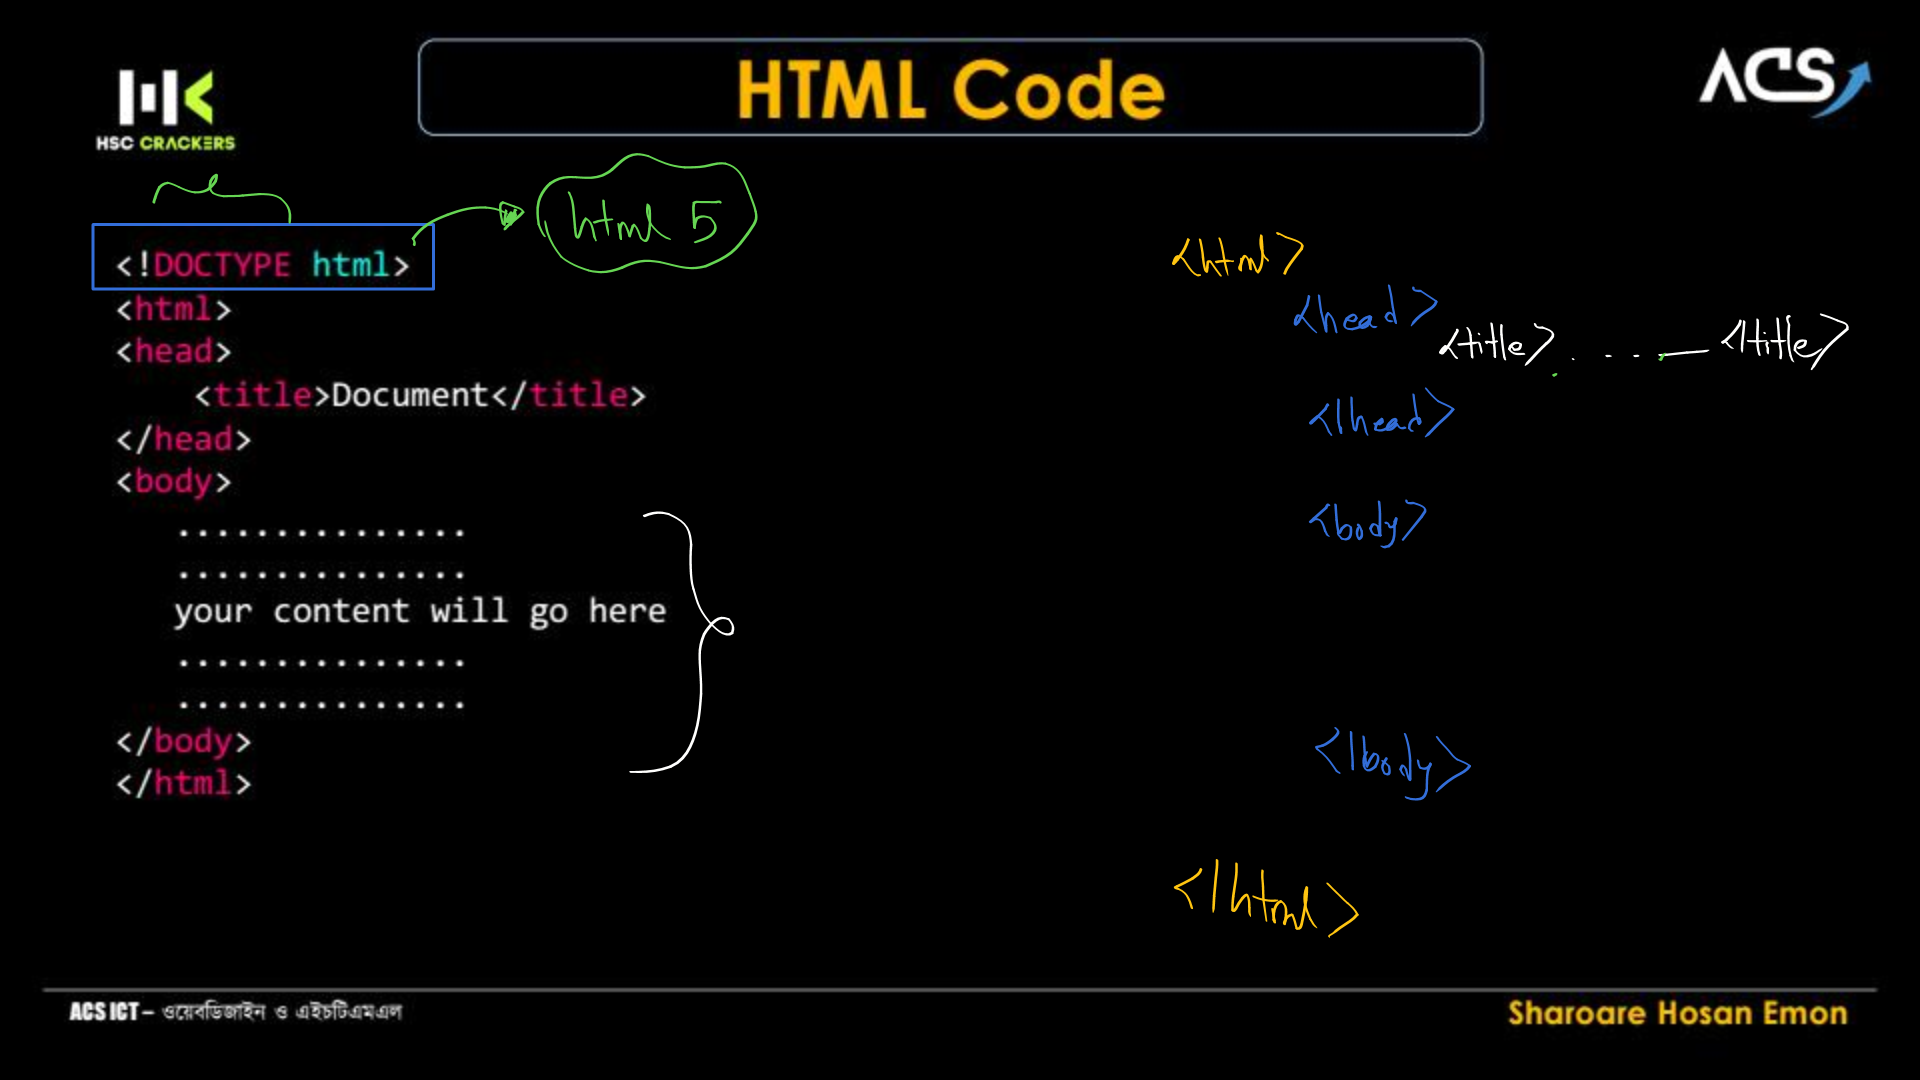 HTML Code
ACS
HSC CRACKERS
html 5
<!DOCTYPE html>
<html>
<head>
<title>Document</title>
</head>
<body>
...............
...............
your content will go here
...............
...............
</body>
</html>
<html>
<head>
<title> . . . . — </title>
</head>
<body>
</body>
</html>
ACS ICT – ওয়েবডিজাইন ও এইচটিএমএল
Sharoare Hosan Emon